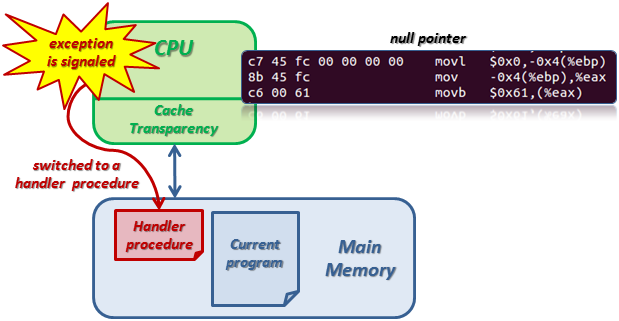 exception
is signaled
CPU
null pointer
c7 45 fc 00 00 00 00 movl $0x0,-0x4(%ebp)
8b 45 fc mov -0x4(%ebp),%eax
c6 00 61 movb $0x61,(%eax)
Cache
Transparency
switched to a
handler procedure
Handler
procedure
Current
program
Main
Memory